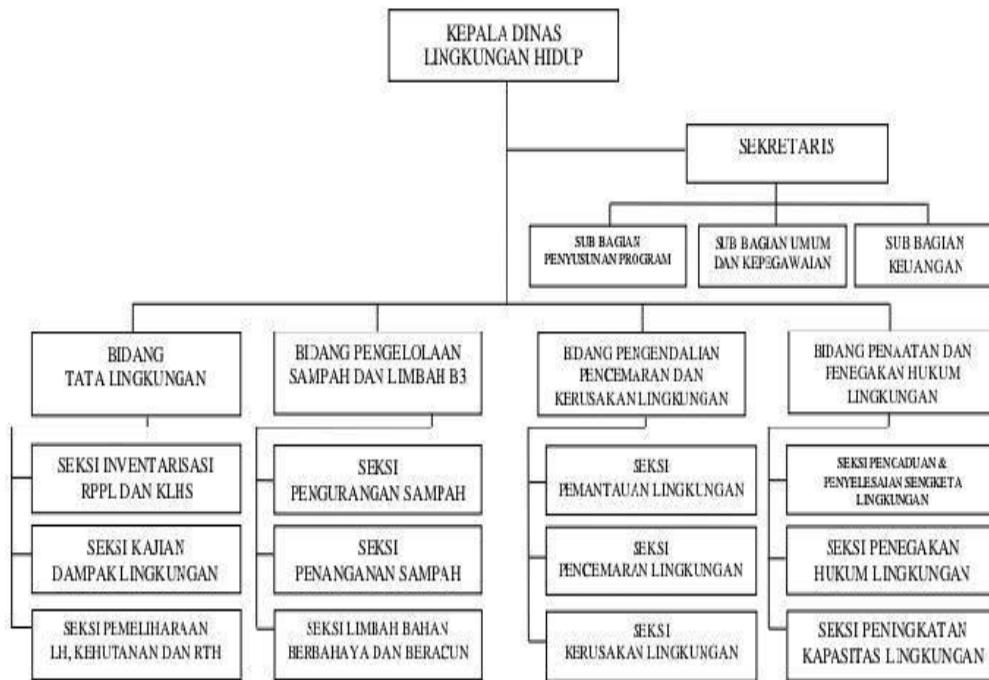 KEPALA DINAS
LINGKUNGAN HIDUP
SEKRETARIS
SUB BAGIAN
PENYUSUNAN PROGRAM
SUB BAGIAN UMUM
DAN KEPEGAWAIAN
SUB BAGIAN
KEUANGAN
BIDANG
TATA LINGKUNGAN
BIDANG PENGELOLAAN
SAMPAH DAN LIMBAH B3
BIDANG PENGENDALIAN
PENCEMARAN DAN
KERUSAKAN LINGKUNGAN
BIDANG PENAATAN DAN
PENEGAKAN HUKUM
LINGKUNGAN
SEKSI INVENTARISASI
RPPL DAN KLHS
SEKSI
PENGURANGAN SAMPAH
SEKSI
PEMANTAUAN LINGKUNGAN
SEKSI PENGADUAN &
PENYELESAIAN SENGKETA
LINGKUNGAN
SEKSI KAJIAN
DAMPAK LINGKUNGAN
SEKSI
PENANGANAN SAMPAH
SEKSI
PENCEMARAN LINGKUNGAN
SEKSI PENEGAKAN
HUKUM LINGKUNGAN
SEKSI PEMELIHARAAN
LH, KEHUTANAN DAN RTH
SEKSI LIMBAH BAHAN
BERBAHAYA DAN BERACUN
SEKSI
KERUSAKAN LINGKUNGAN
SEKSI PENINGKATAN
KAPASITAS LINGKUNGAN